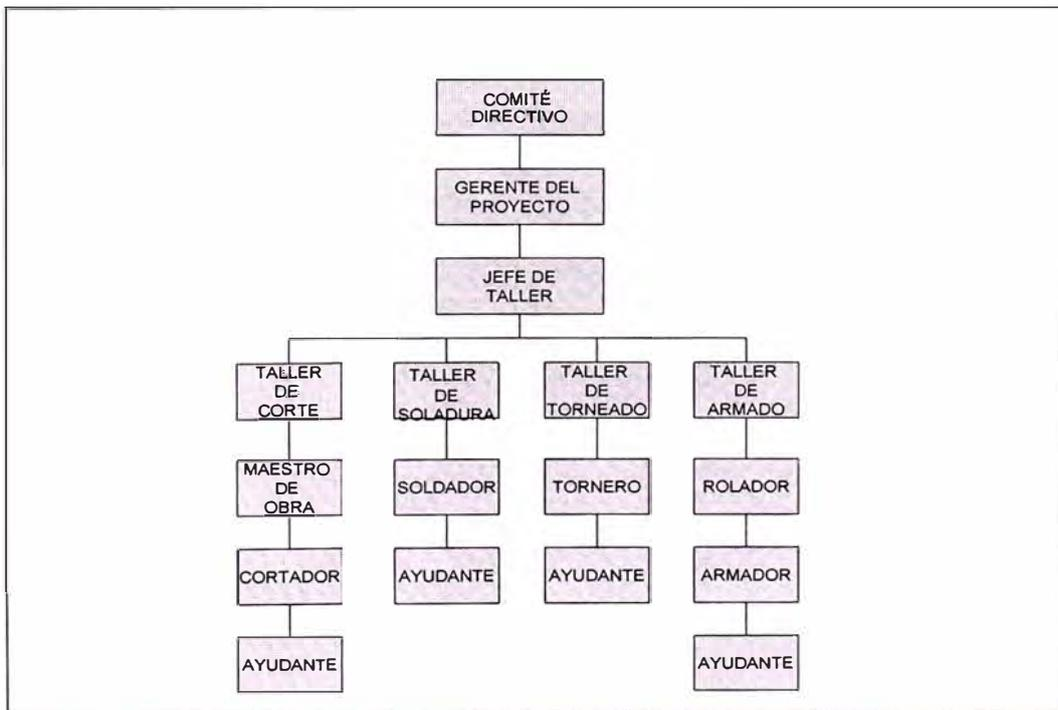 COMITÉ
DIRECTIVO
GERENTE DEL
PROYECTO
JEFE DE
TALLER
TALLER
DE
CORTE
TALLER
DE
SOLADURA
TALLER
DE
TORNEADO
TALLER
DE
ARMADO
MAESTRO
DE
OBRA
SOLDADOR
TORNERO
ROLADOR
CORTADOR
AYUDANTE
AYUDANTE
ARMADOR
AYUDANTE
AYUDANTE